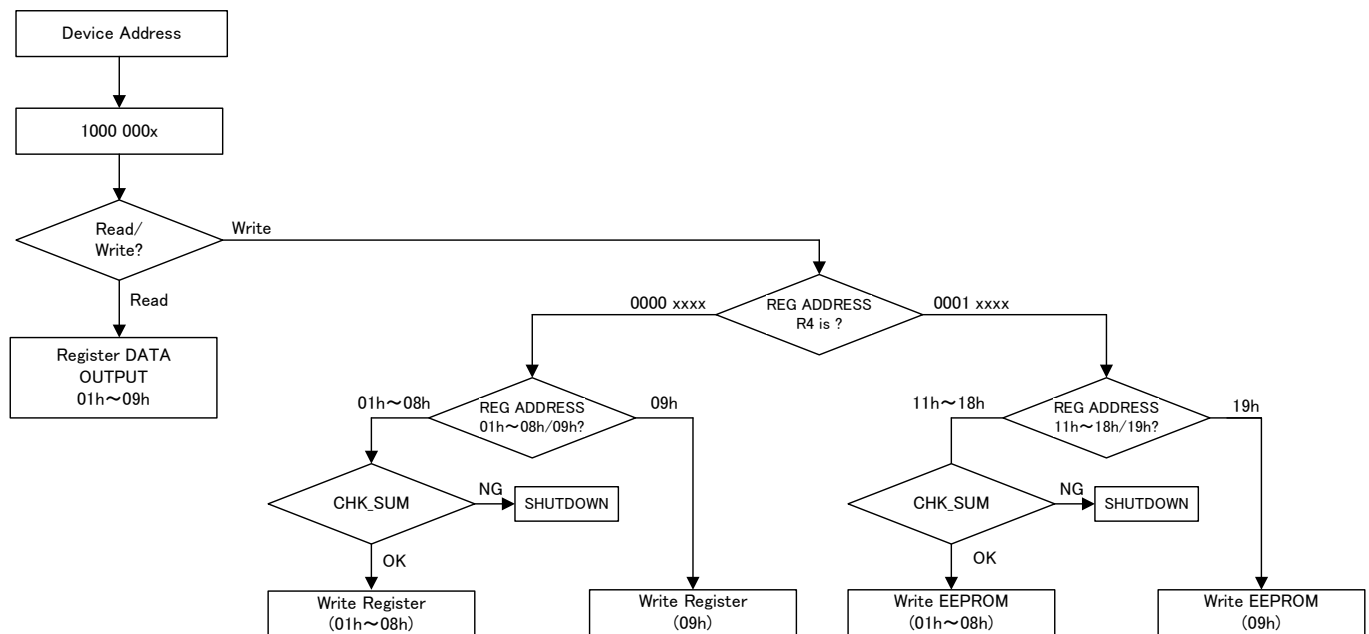 Device Address
1000 000x
Read/
Write?
Write
Read
Register DATA
OUTPUT
01h～09h
REG ADDRESS
R4 is ?
0000 xxxx
0001 xxxx
REG ADDRESS
01h～08h/09h?
01h～08h
09h
REG ADDRESS
11h～18h/19h?
11h～18h
19h
CHK_SUM
NG
SHUTDOWN
OK
CHK_SUM
NG
SHUTDOWN
OK
Write Register
(01h～08h)
Write Register
(09h)
Write EEPROM
(01h～08h)
Write EEPROM
(09h)